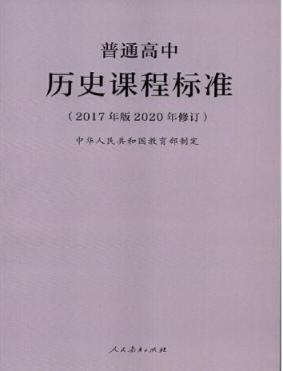 普通高中
历史课程标准
（2017年版2020年修订）
中华人民共和国教育部制定
人民教育出版社